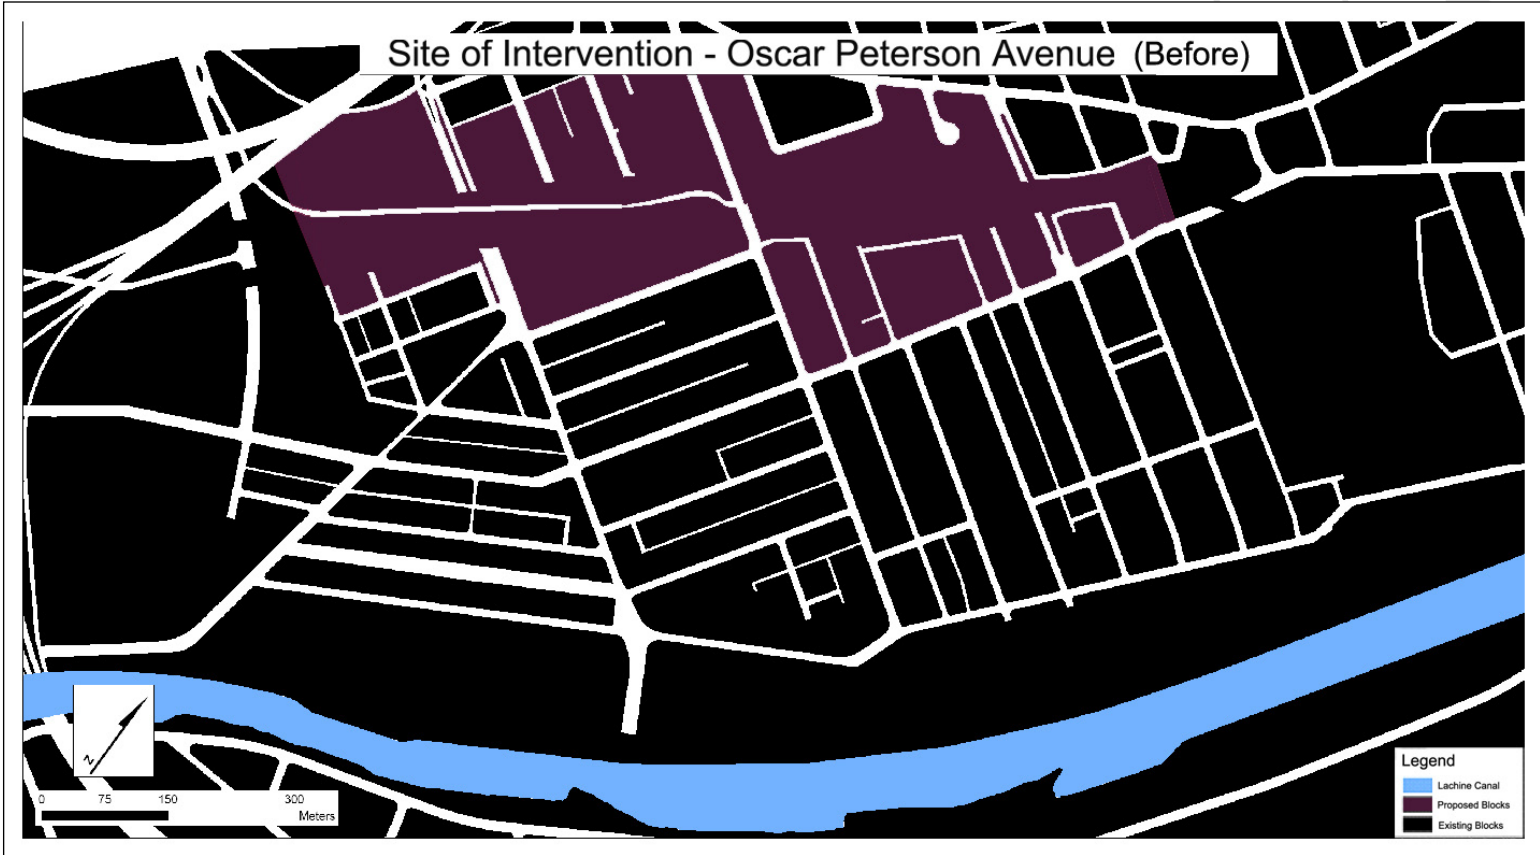 Site of Intervention - Oscar Peterson Avenue (Before)
N
0 75 150 300
Meters
Legend
Lachine Canal
Proposed Blocks
Existing Blocks